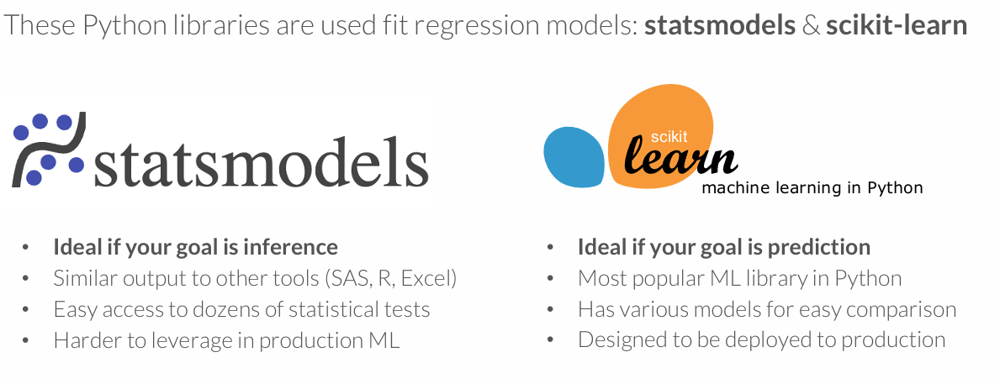 These Python libraries are used fit regression models: statsmodels & scikit-learn
statsmodels
scikit
learn
machine learning in Python
• Ideal if your goal is inference
• Similar output to other tools (SAS, R, Excel)
• Easy access to dozens of statistical tests
• Harder to leverage in production ML
• Ideal if your goal is prediction
• Most popular ML library in Python
• Has various models for easy comparison
• Designed to be deployed to production